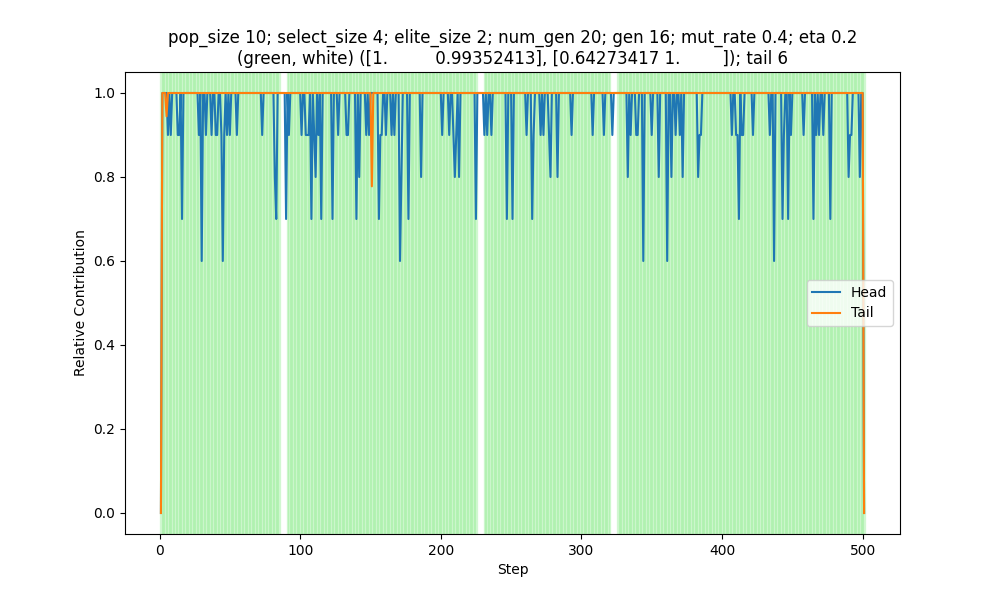 pop_size 10; select_size 4; elite_size 2; num_gen 20; gen 16; mut_rate 0.4; eta 0.2
(green, white) ([1.          0.99352413], [0.64273417 1.         ]); tail 6
1.0
0.8
0.6
0.4
0.2
0.0
Relative Contribution
Head
Tail
0
100
200
300
400
500
Step